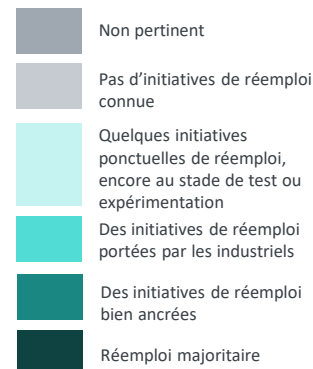 Non pertinent
Pas d’initiatives de réemploi
connue
Quelques initiatives
ponctuelles de réemploi,
encore au stade de test ou
expérimentation
Des initiatives de réemploi
portées par les industriels
Des initiatives de réemploi
bien ancrées
Réemploi majoritaire